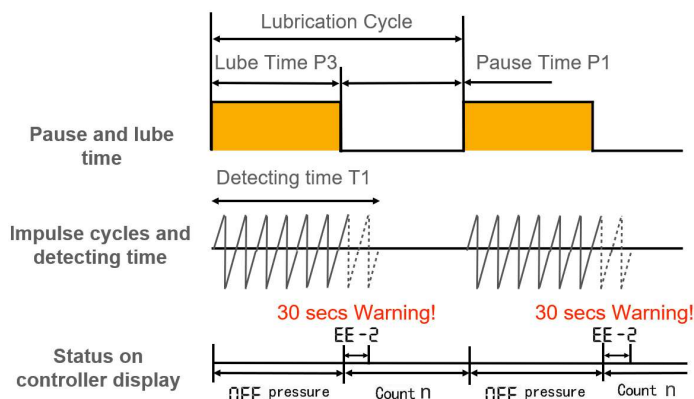 Lubrication Cycle
Lube Time P3
Pause Time P1
Pause and lube
time
Detecting time T1
Impulse cycles and
detecting time
30 secs Warning!
30 secs Warning!
EE-2
EE-2
Status on
controller display
OFF pressure
Count n
OFF pressure
Count n